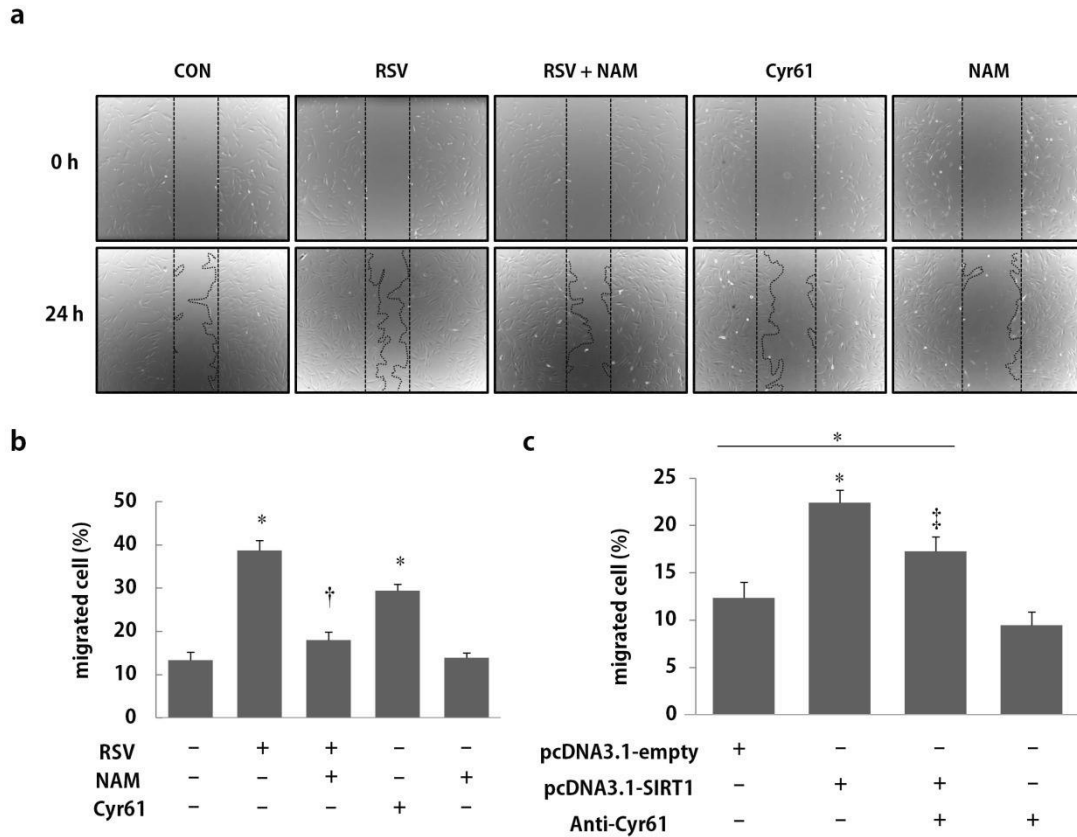 a
CON RSV RSV + NAM Cyr61 NAM
0 h
24 h
b
migrated cell (%)
50
40
30
20
10
0
* † *
RSV − + + − −
NAM − − + − +
Cyr61 − − − + −
c
migrated cell (%)
25
20
15
10
5
0
*
* ‡
pcDNA3.1-empty + − − −
pcDNA3.1-SIRT1 − + + −
Anti-Cyr61 − − + +